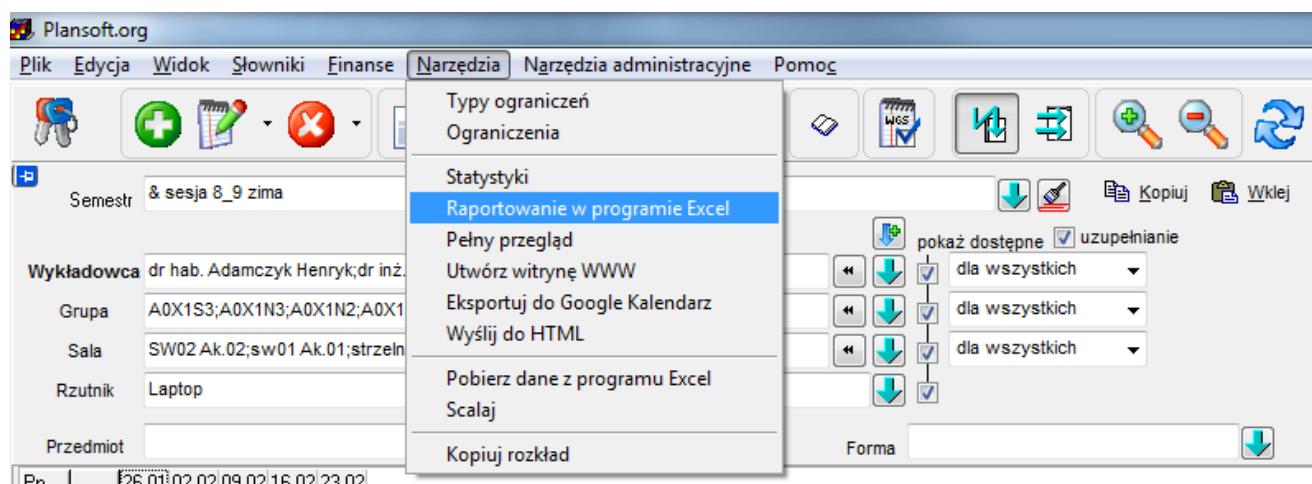 Plansoft.org
Plik Edycja Widok Słowniki Finanse Narzędzia Narzędzia administracyjne Pomoc
Typy ograniczeń
Ograniczenia
Statystyki
Raportowanie w programie Excel
Pełny przegląd
Utwórz witrynę WWW
Eksportuj do Google Kalendarz
Wyślij do HTML
Pobierz dane z programu Excel
Scalaj
Kopiuj rozkład
WGS
Semestr & sesja 8_9 zima Kopiuj Wklej
pokaż dostępne uzupełnianie
Wykładowca dr hab. Adamczyk Henryk;dr inż. dla wszystkich
Grupa A0X1S3;A0X1N3;A0X1N2;A0X1 dla wszystkich
Sala SW02 Ak.02;sw01 Ak.01;strzeln dla wszystkich
Rzutnik Laptop
Przedmiot Forma
Pn 26.01 02.02 09.02 16.02 23.02